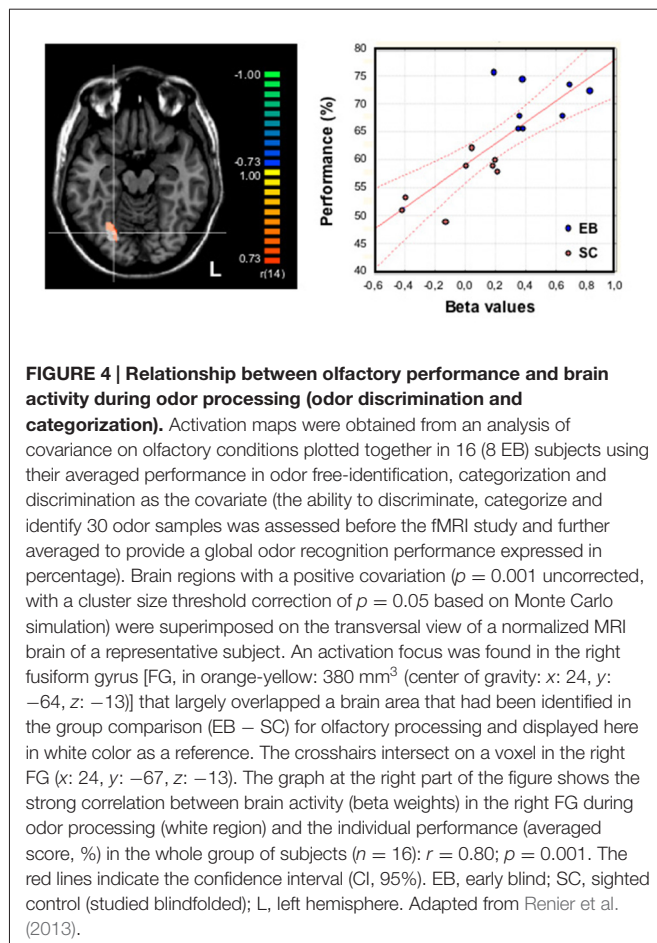 -1.00
-0.73
1.00
0.73
r(14)
L
Performance (%)
80
75
70
65
60
55
50
45
40
-0,6 -0,4 -0,2 0,0 0,2 0,4 0,6 0,8 1,0
Beta values
EB
SC
FIGURE 4 | Relationship between olfactory performance and brain
activity during odor processing (odor discrimination and
categorization). Activation maps were obtained from an analysis of
covariance on olfactory conditions plotted together in 16 (8 EB) subjects using
their averaged performance in odor free-identification, categorization and
discrimination as the covariate (the ability to discriminate, categorize and
identify 30 odor samples was assessed before the fMRI study and further
averaged to provide a global odor recognition performance expressed in
percentage). Brain regions with a positive covariation (p = 0.001 uncorrected,
with a cluster size threshold correction of p = 0.05 based on Monte Carlo
simulation) were superimposed on the transversal view of a normalized MRI
brain of a representative subject. An activation focus was found in the right
fusiform gyrus [FG, in orange-yellow: 380 mm³ (center of gravity: x: 24, y:
−64, z: −13)] that largely overlapped a brain area that had been identified in
the group comparison (EB − SC) for olfactory processing and displayed here
in white color as a reference. The crosshairs intersect on a voxel in the right
FG (x: 24, y: −67, z: −13). The graph at the right part of the figure shows the
strong correlation between brain activity (beta weights) in the right FG during
odor processing (white region) and the individual performance (averaged
score, %) in the whole group of subjects (n = 16): r = 0.80; p = 0.001. The
red lines indicate the confidence interval (CI, 95%). EB, early blind; SC, sighted
control (studied blindfolded); L, left hemisphere. Adapted from Renier et al.
(2013).